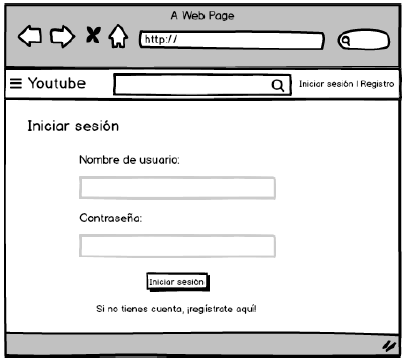 A Web Page
http://
Youtube
Iniciar sesión | Registro
Iniciar sesión
Nombre de usuario:
Contraseña:
Iniciar sesión
Si no tienes cuenta, ¡regístrate aquí!